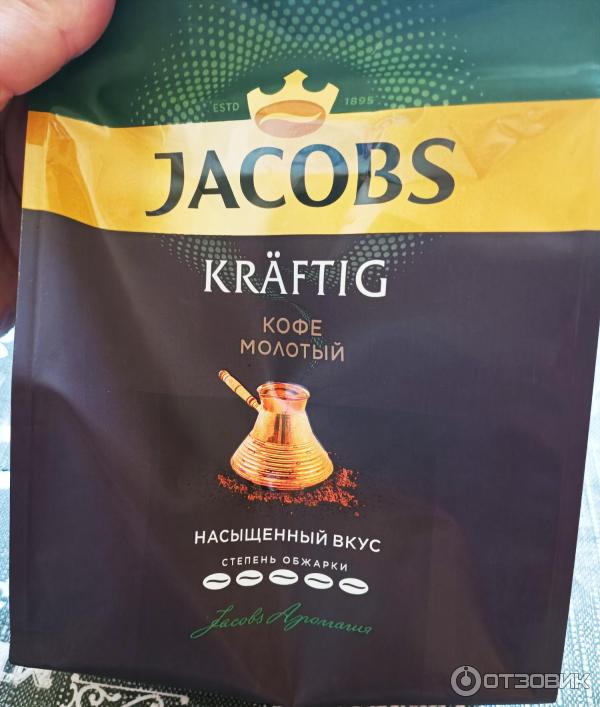 ESTD 1895
JACOBS
KRÄFTIG
КОФЕ
МОЛОТЫЙ
НАСЫЩЕННЫЙ ВКУС
СТЕПЕНЬ ОБЖАРКИ
Jacobs Аромагия
ОТЗОВИК